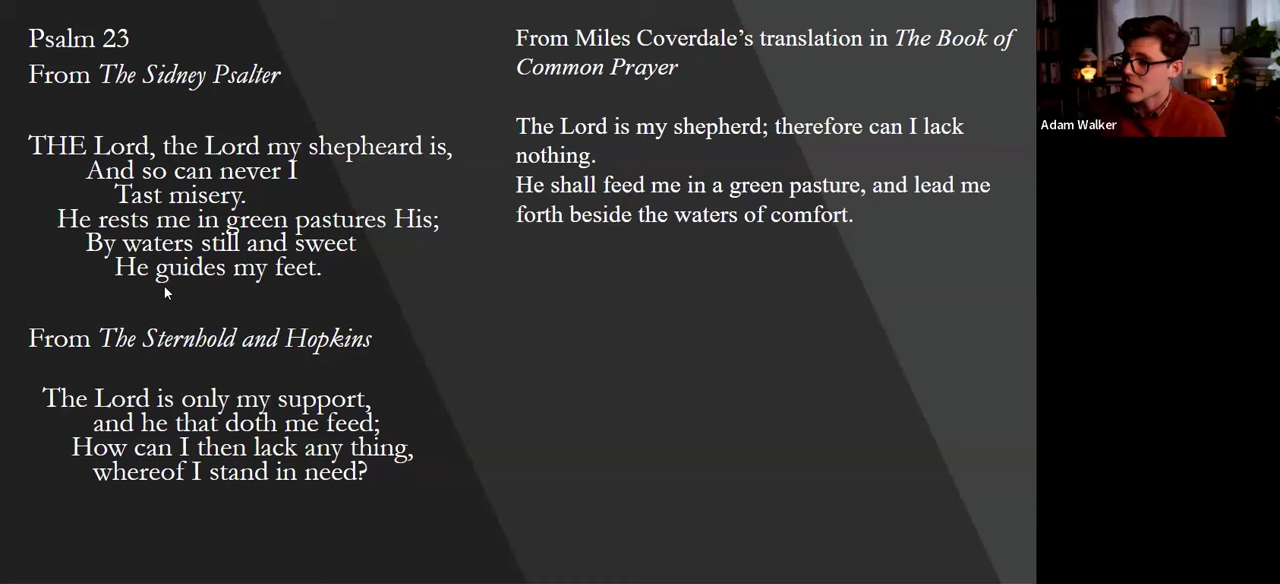 Psalm 23
From The Sidney Psalter
THE Lord, the Lord my shepheard is,
And so can never I
Tast misery.
He rests me in green pastures His;
By waters still and sweet
He guides my feet.
From The Sternhold and Hopkins
The Lord is only my support,
and he that doth me feed;
How can I then lack any thing,
whereof I stand in need?
From Miles Coverdale’s translation in The Book of
Common Prayer
The Lord is my shepherd; therefore can I lack
nothing.
He shall feed me in a green pasture, and lead me
forth beside the waters of comfort.
Adam Walker